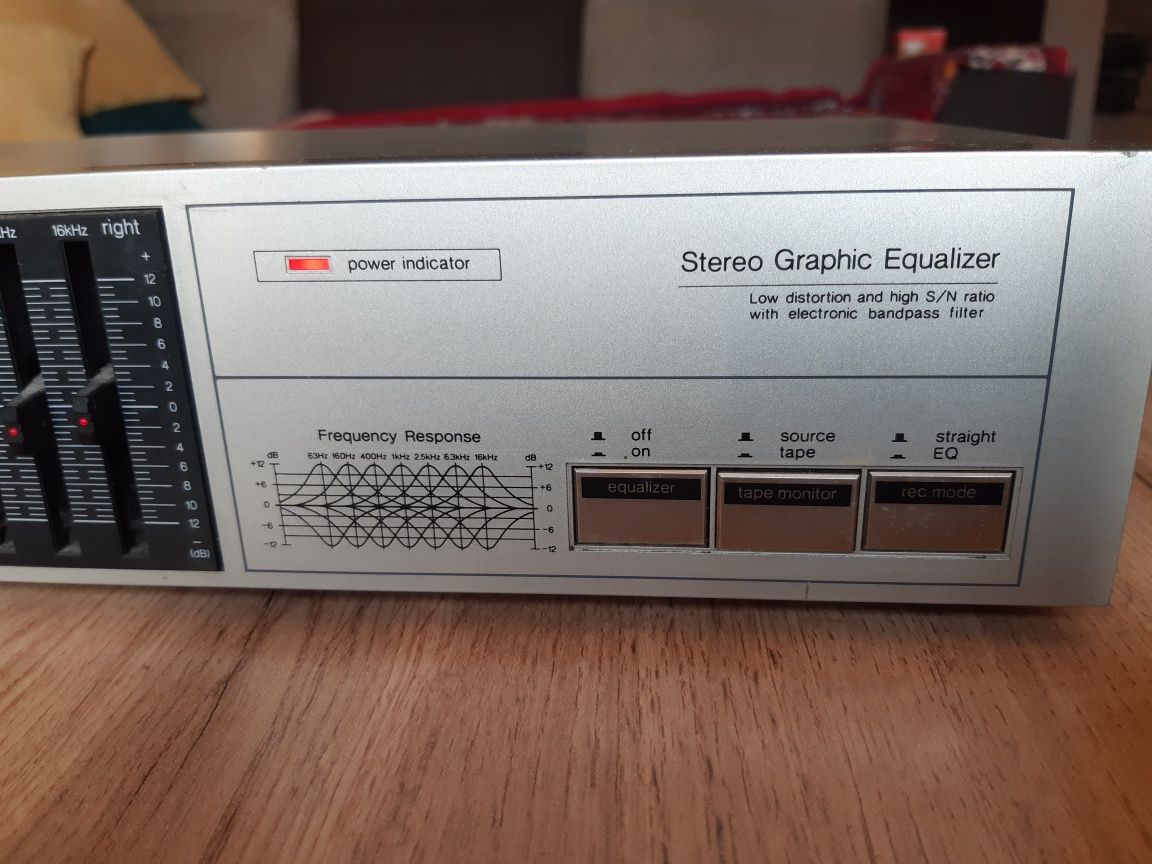 16kHz right
+
12
10
8
6
4
2
0
2
4
6
8
10
12
−
(dB)
power indicator
Stereo Graphic Equalizer
Low distortion and high S/N ratio
with electronic bandpass filter
Frequency Response
dB 63Hz 160Hz 400Hz 1kHz 2.5kHz 6.3kHz 16kHz dB
+12 +12
+6 +6
0 0
−6 −6
−12 −12
off
on
source
tape
straight
EQ
equalizer
tape monitor
rec mode